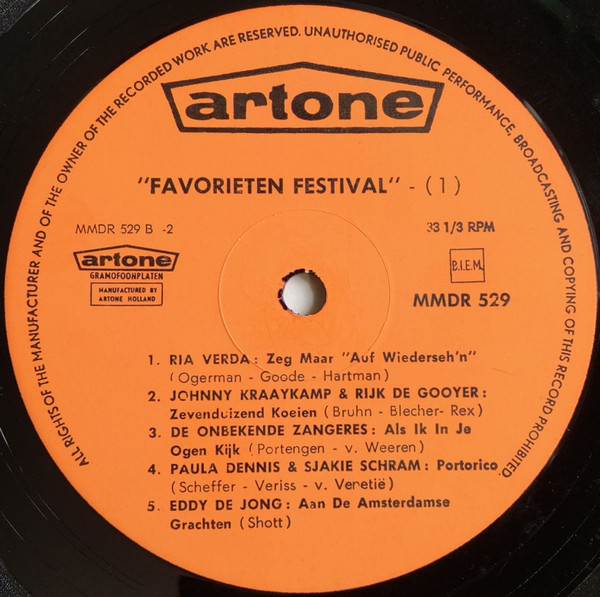 ALL RIGHTS OF THE MANUFACTURER AND OF THE OWNER OF THE RECORDED WORK ARE RESERVED. UNAUTHORISED PUBLIC PERFORMANCE, BROADCASTING AND COPYING OF THIS RECORD PROHIBITED.
artone
"FAVORIETEN FESTIVAL" - (1)
MMDR 529 B -2
33 1/3 RPM
artone
GRAMOFOONPLATEN
MANUFACTURED BY
ARTONE HOLLAND
B.I.E.M.
MMDR 529
1. RIA VERDA: Zeg Maar "Auf Wiederseh'n"
(Ogerman - Goode - Hartman)
2. JOHNNY KRAAYKAMP & RIJK DE GOOYER:
Zevenduizend Koeien (Bruhn - Blecher- Rex)
3. DE ONBEKENDE ZANGERES: Als Ik In Je
Ogen Kijk (Portengen - v. Weeren)
4. PAULA DENNIS & SJAKIE SCHRAM: Portorico
(Scheffer - Veriss - v. Venetië)
5. EDDY DE JONG: Aan De Amsterdamse
Grachten (Shott)